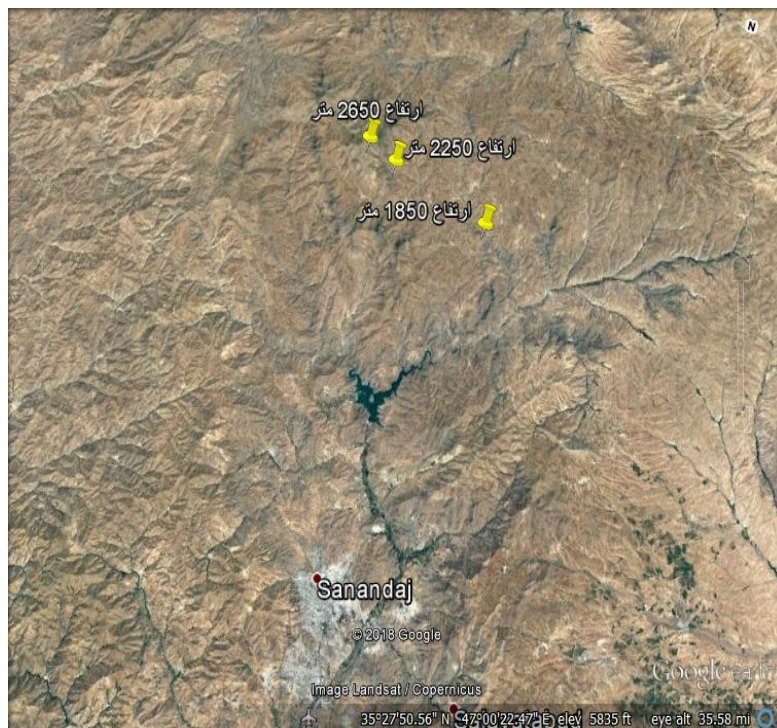 N
ارتفاع 2650 متر
ارتفاع 2250 متر
ارتفاع 1850 متر
Sanandaj
© 2018 Google
Image Landsat / Copernicus
Google earth
35°27'50.56" N 47°00'22.47" E elev 5835 ft eye alt 35.58 mi